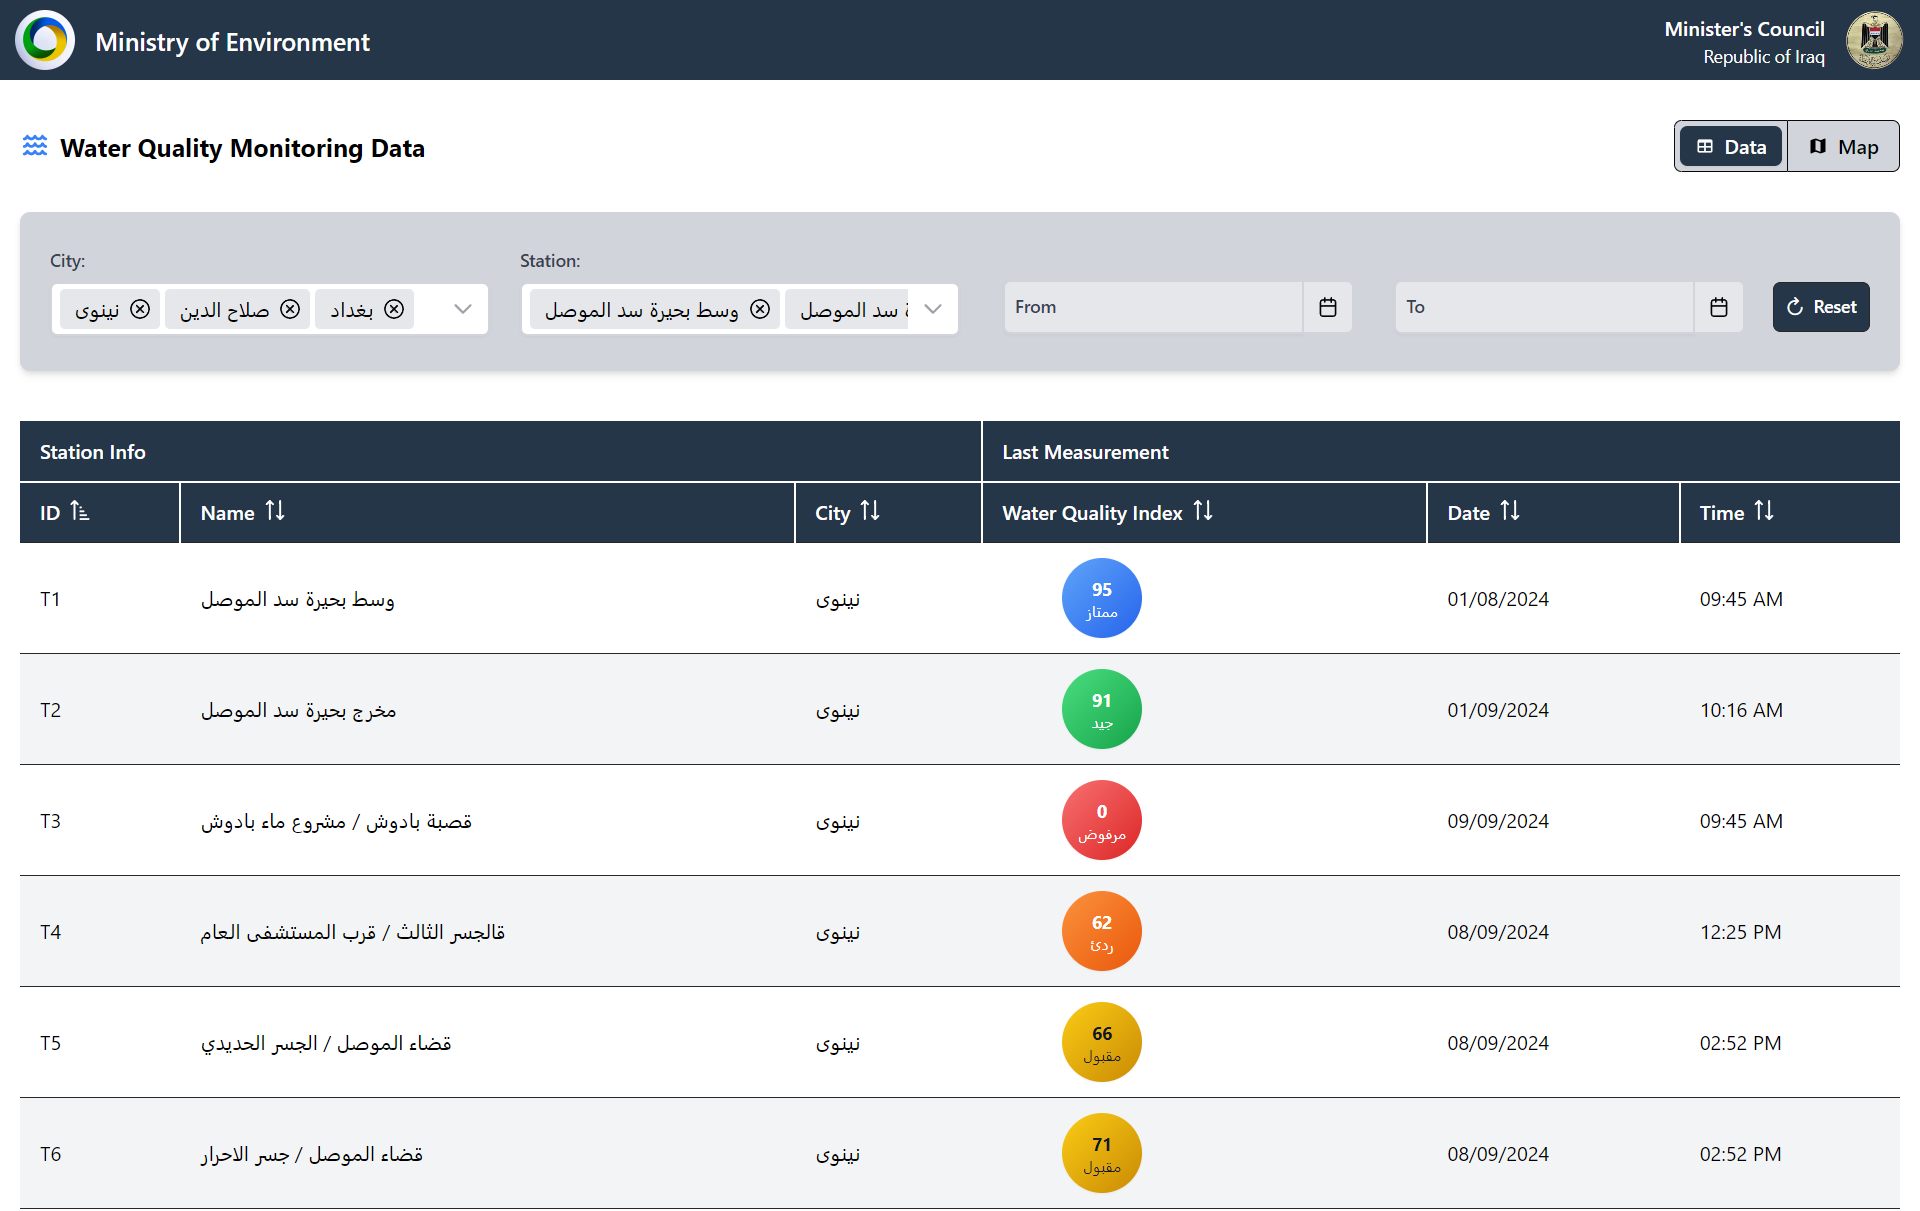 Ministry of Environment
Minister's Council
Republic of Iraq
Water Quality Monitoring Data
Data
Map
City:
نينوى
صلاح الدين
بغداد
Station:
وسط بحيرة سد الموصل
سد الموصل
From
To
Reset
Station Info
Last Measurement
ID
Name
City
Water Quality Index
Date
Time
T1
وسط بحيرة سد الموصل
نينوى
95
ممتاز
01/08/2024
09:45 AM
T2
مخرج بحيرة سد الموصل
نينوى
91
جيد
01/09/2024
10:16 AM
T3
قصبة بادوش / مشروع ماء بادوش
نينوى
0
مرفوض
09/09/2024
09:45 AM
T4
قالجسر الثالث / قرب المستشفى العام
نينوى
62
ردئ
08/09/2024
12:25 PM
T5
قضاء الموصل / الجسر الحديدي
نينوى
66
مقبول
08/09/2024
02:52 PM
T6
قضاء الموصل / جسر الاحرار
نينوى
71
مقبول
08/09/2024
02:52 PM